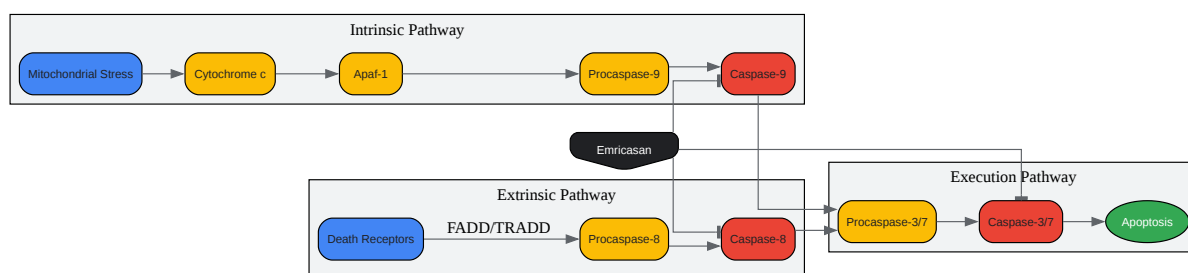 Intrinsic Pathway
Mitochondrial Stress
Cytochrome c
Apaf-1
Procaspase-9
Caspase-9
Emricasan
Extrinsic Pathway
Death Receptors
FADD/TRADD
Procaspase-8
Caspase-8
Execution Pathway
Procaspase-3/7
Caspase-3/7
Apoptosis